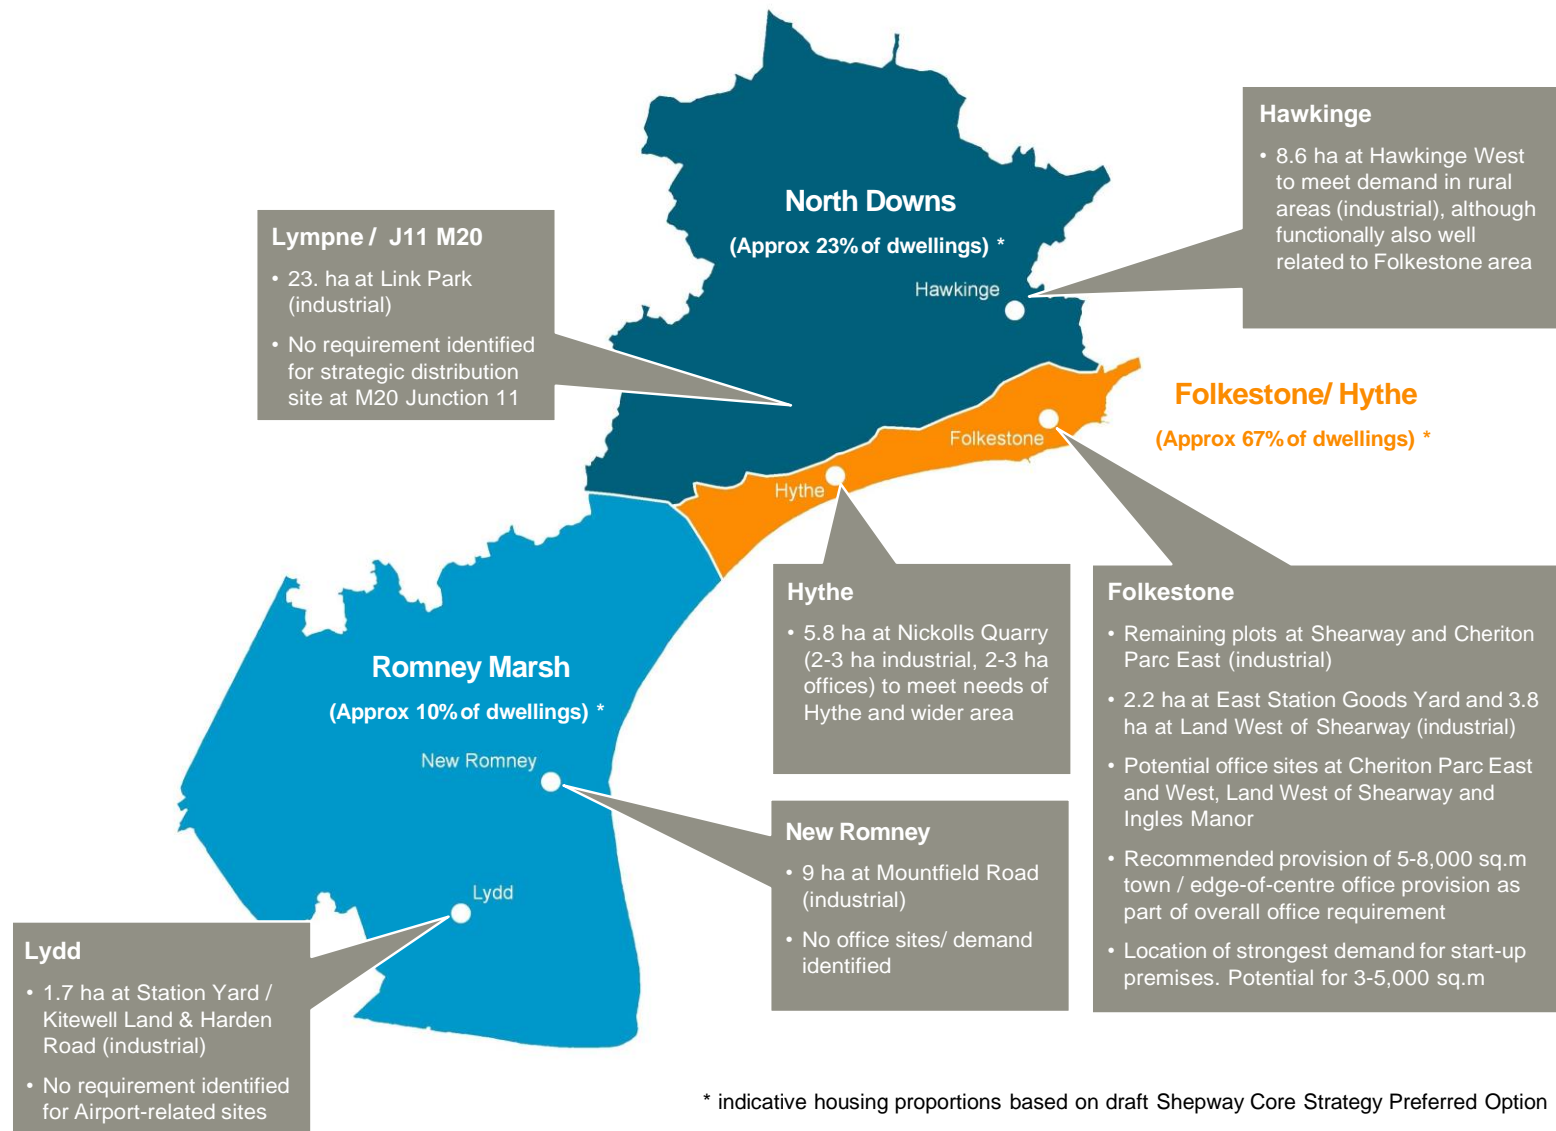 North Downs
(Approx 23% of dwellings) *
Hawkinge
Hawkinge
• 8.6 ha at Hawkinge West
to meet demand in rural
areas (industrial), although
functionally also well
related to Folkestone area
Lympne / J11 M20
• 23. ha at Link Park
(industrial)
• No requirement identified
for strategic distribution
site at M20 Junction 11
Folkestone/ Hythe
(Approx 67% of dwellings) *
Folkestone
Hythe
Hythe
• 5.8 ha at Nickolls Quarry
(2-3 ha industrial, 2-3 ha
offices) to meet needs of
Hythe and wider area
Folkestone
• Remaining plots at Shearway and Cheriton
Parc East (industrial)
• 2.2 ha at East Station Goods Yard and 3.8
ha at Land West of Shearway (industrial)
• Potential office sites at Cheriton Parc East
and West, Land West of Shearway and
Ingles Manor
• Recommended provision of 5-8,000 sq.m
town / edge-of-centre office provision as
part of overall office requirement
• Location of strongest demand for start-up
premises. Potential for 3-5,000 sq.m
Romney Marsh
(Approx 10% of dwellings) *
New Romney
Lydd
New Romney
• 9 ha at Mountfield Road
(industrial)
• No office sites/ demand
identified
Lydd
• 1.7 ha at Station Yard /
Kitewell Land & Harden
Road (industrial)
• No requirement identified
for Airport-related sites
* indicative housing proportions based on draft Shepway Core Strategy Preferred Option